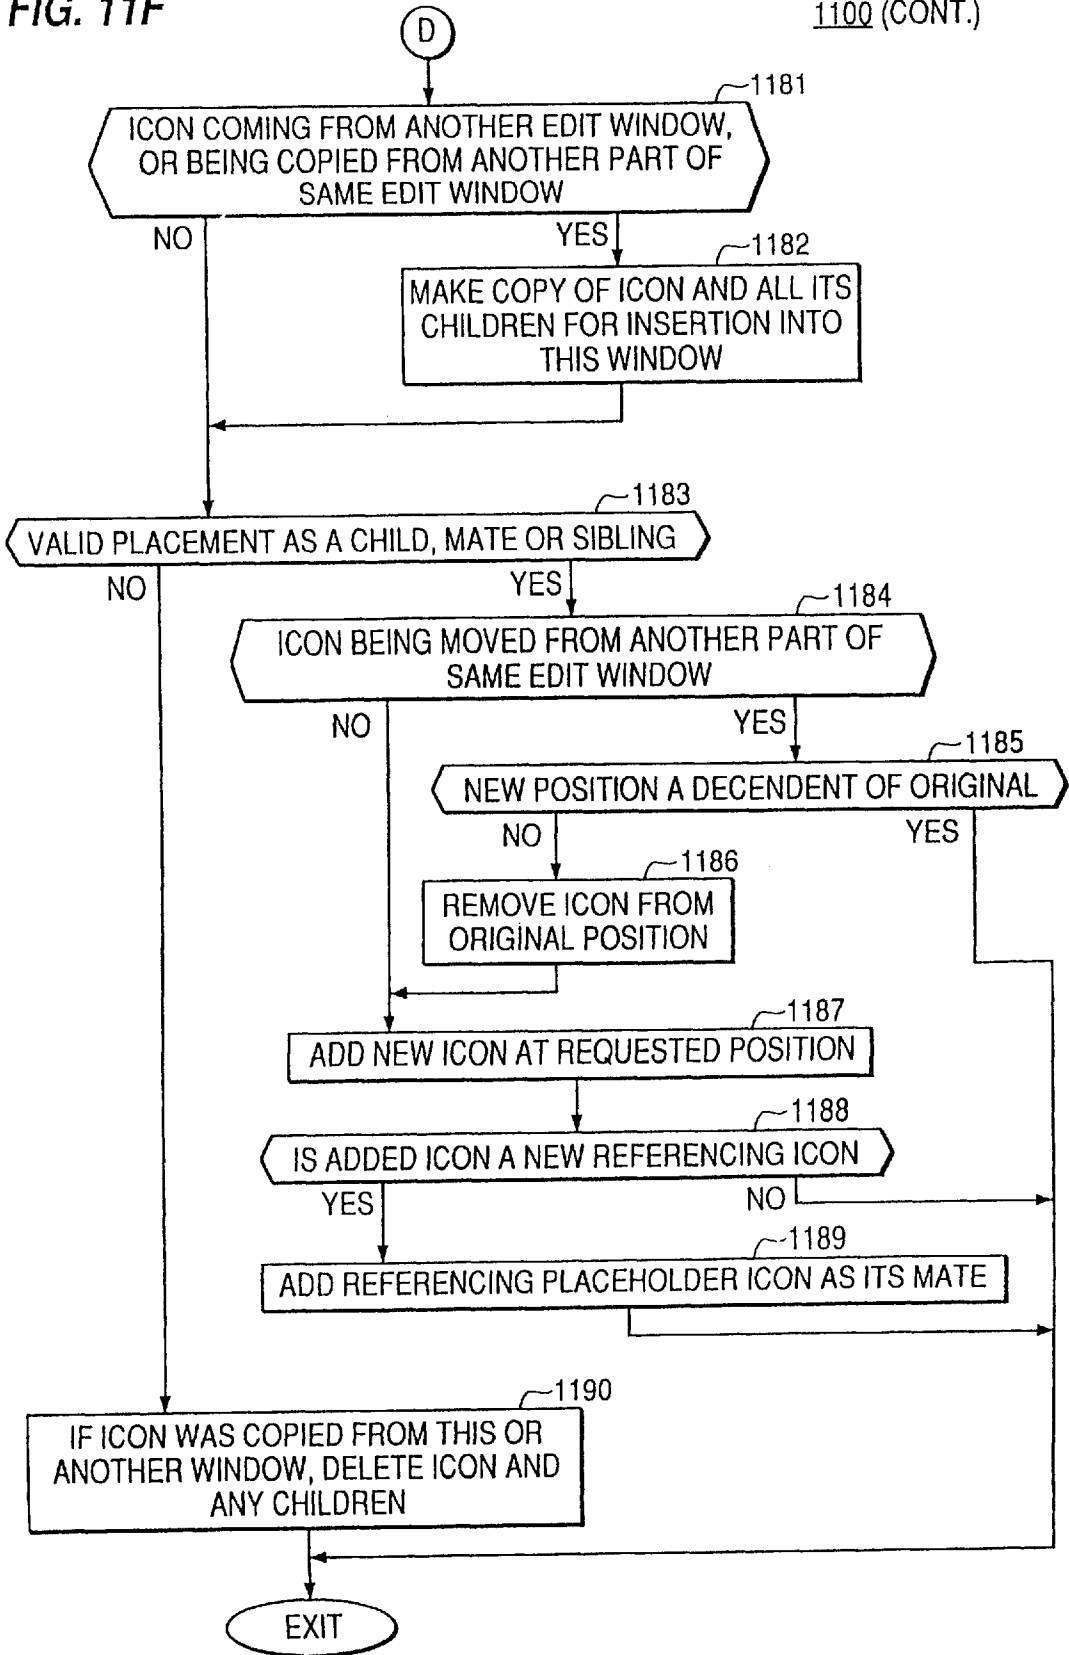 FIG. 11F
1100 (CONT.)
D
1181
ICON COMING FROM ANOTHER EDIT WINDOW,
OR BEING COPIED FROM ANOTHER PART OF
SAME EDIT WINDOW
NO
YES
1182
MAKE COPY OF ICON AND ALL ITS
CHILDREN FOR INSERTION INTO
THIS WINDOW
1183
VALID PLACEMENT AS A CHILD, MATE OR SIBLING
NO
YES
1184
ICON BEING MOVED FROM ANOTHER PART OF
SAME EDIT WINDOW
NO
YES
1185
NEW POSITION A DECENDENT OF ORIGINAL
NO
YES
1186
REMOVE ICON FROM
ORIGINAL POSITION
1187
ADD NEW ICON AT REQUESTED POSITION
1188
IS ADDED ICON A NEW REFERENCING ICON
YES
NO
1189
ADD REFERENCING PLACEHOLDER ICON AS ITS MATE
1190
IF ICON WAS COPIED FROM THIS OR
ANOTHER WINDOW, DELETE ICON AND
ANY CHILDREN
EXIT